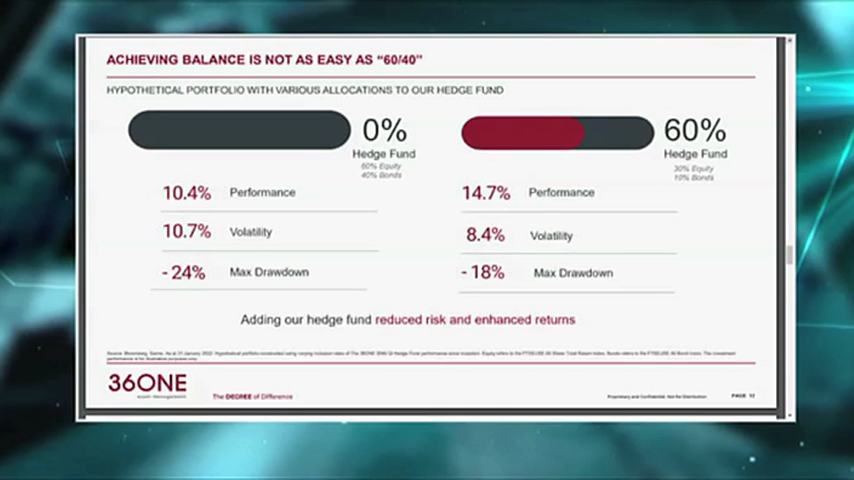 ACHIEVING BALANCE IS NOT AS EASY AS “60/40”
HYPOTHETICAL PORTFOLIO WITH VARIOUS ALLOCATIONS TO OUR HEDGE FUND
0%
Hedge Fund
60% Equity
40% Bonds
10.4% Performance
10.7% Volatility
- 24% Max Drawdown
60%
Hedge Fund
30% Equity
10% Bonds
14.7% Performance
8.4% Volatility
- 18% Max Drawdown
Adding our hedge fund reduced risk and enhanced returns
36ONE
The DEGREE of Difference
Proprietary and Confidential. Not for Distribution
PAGE 12